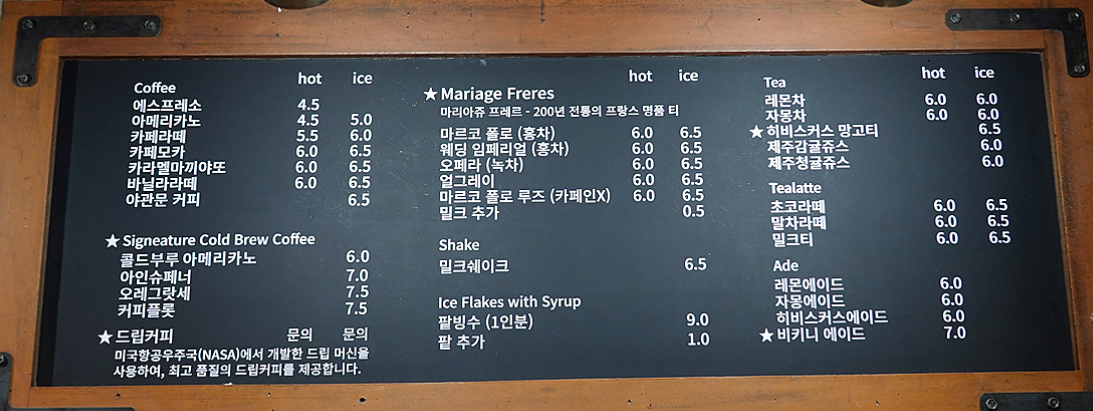 Coffee hot ice
에스프레소 4.5
아메리카노 4.5 5.0
카페라떼 5.5 6.0
카페모카 6.0 6.5
카라멜마끼야또 6.0 6.5
바닐라라떼 6.0 6.5
야관문 커피 6.5
★ Signeature Cold Brew Coffee
콜드부루 아메리카노 6.0
아인슈페너 7.0
오레그랏세 7.5
커피플롯 7.5
★ 드립커피 문의 문의
미국항공우주국(NASA)에서 개발한 드립 머신을
사용하여, 최고 품질의 드립커피를 제공합니다.
hot ice
★ Mariage Freres
마리아쥬 프레르 - 200년 전통의 프랑스 명품 티
마르코 폴로 (홍차) 6.0 6.5
웨딩 임페리얼 (홍차) 6.0 6.5
오페라 (녹차) 6.0 6.5
얼그레이 6.0 6.5
마르코 폴로 루즈 (카페인X) 6.0 6.5
밀크 추가 0.5
Shake
밀크쉐이크 6.5
Ice Flakes with Syrup
팥빙수 (1인분) 9.0
팥 추가 1.0
Tea hot ice
레몬차 6.0 6.0
자몽차 6.0 6.0
★ 히비스커스 망고티 6.5
제주감귤쥬스 6.0
제주청귤쥬스 6.0
Tealatte
초코라떼 6.0 6.5
말차라떼 6.0 6.5
밀크티 6.0 6.5
Ade
레몬에이드 6.0
자몽에이드 6.0
히비스커스에이드 6.0
★ 비키니 에이드 7.0